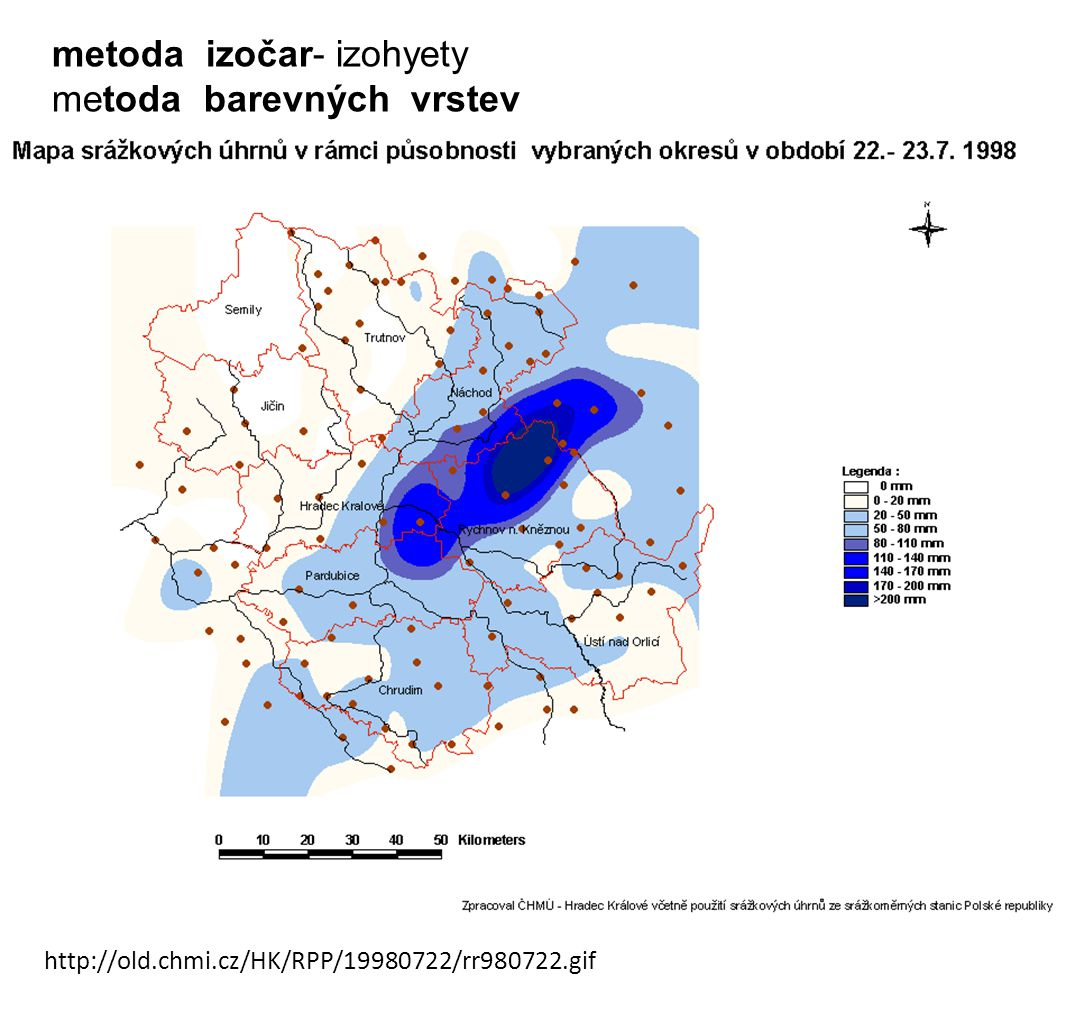 metoda izočar- izohyety
metoda barevných vrstev
Mapa srážkových úhrnů v rámci působnosti vybraných okresů v období 22.- 23.7. 1998
N
Semily
Trutnov
Náchod
Jičín
Hradec Kralové
Rychnov n. Kněžnou
Pardubice
Ústí nad Orlicí
Chrudim
Legenda :
0 mm
0 - 20 mm
20 - 50 mm
50 - 80 mm
80 - 110 mm
110 - 140 mm
140 - 170 mm
170 - 200 mm
>200 mm
0 10 20 30 40 50 Kilometers
Zpracoval ČHMÚ - Hradec Králové včetně použití srážkových úhrnů ze srážkoměrných stanic Polské republiky
http://old.chmi.cz/HK/RPP/19980722/rr980722.gif